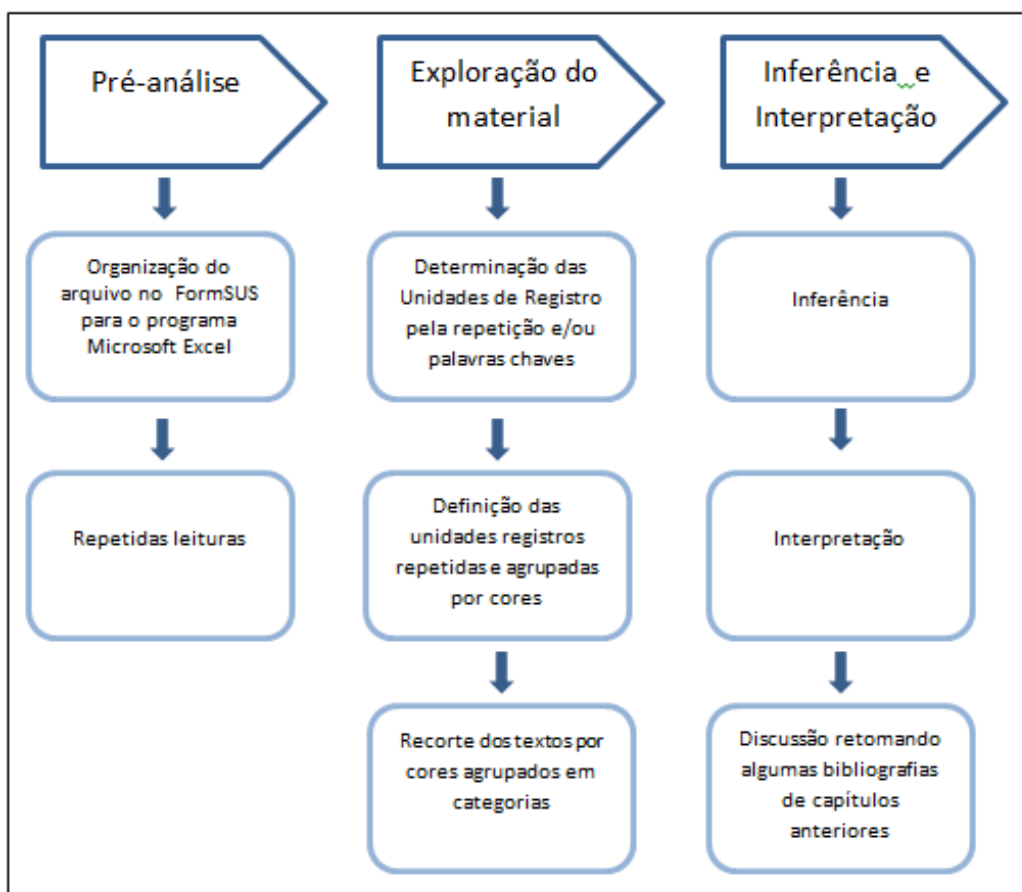 Pré-análise
Organização do
arquivo no FormSUS
para o programa
Microsoft Excel
Repetidas leituras
Exploração do
material
Determinação das
Unidades de Registro
pela repetição e/ou
palavras chaves
Definição das
unidades registros
repetidas e agrupadas
por cores
Recorte dos textos por
cores agrupados em
categorias
Inferência e
Interpretação
Inferência
Interpretação
Discussão retomando
algumas bibliografias
de capítulos
anteriores